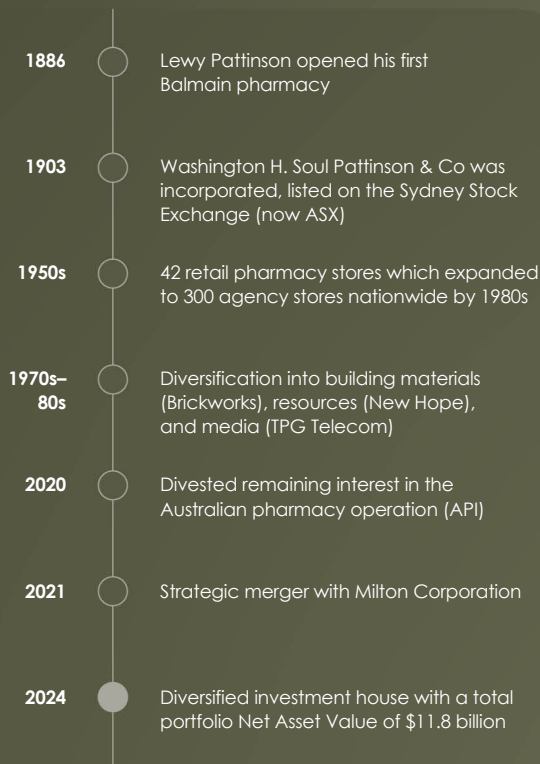 1886
Lewy Pattinson opened his first
Balmain pharmacy
1903
Washington H. Soul Pattinson & Co was
incorporated, listed on the Sydney Stock
Exchange (now ASX)
1950s
42 retail pharmacy stores which expanded
to 300 agency stores nationwide by 1980s
1970s–
80s
Diversification into building materials
(Brickworks), resources (New Hope),
and media (TPG Telecom)
2020
Divested remaining interest in the
Australian pharmacy operation (API)
2021
Strategic merger with Milton Corporation
2024
Diversified investment house with a total
portfolio Net Asset Value of $11.8 billion